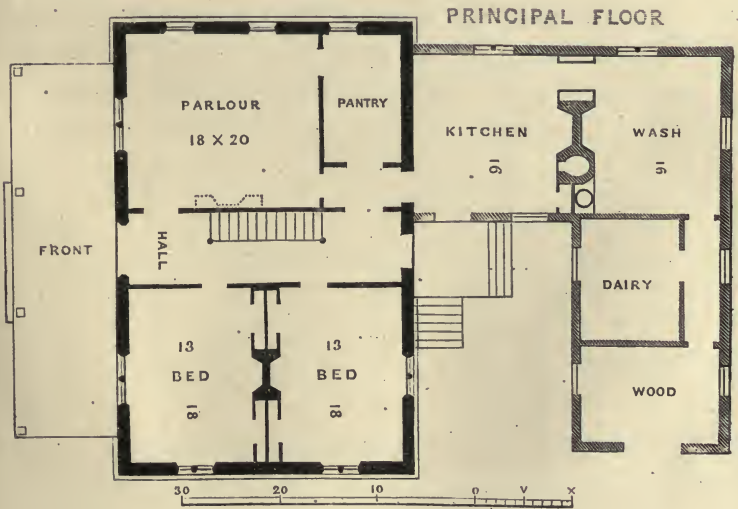 PRINCIPAL FLOOR
PARLOUR
18 X 20
PANTRY
KITCHEN
16
WASH
16
FRONT
HALL
DAIRY
13
BED
18
13
BED
18
WOOD
30 20 10 0 V X